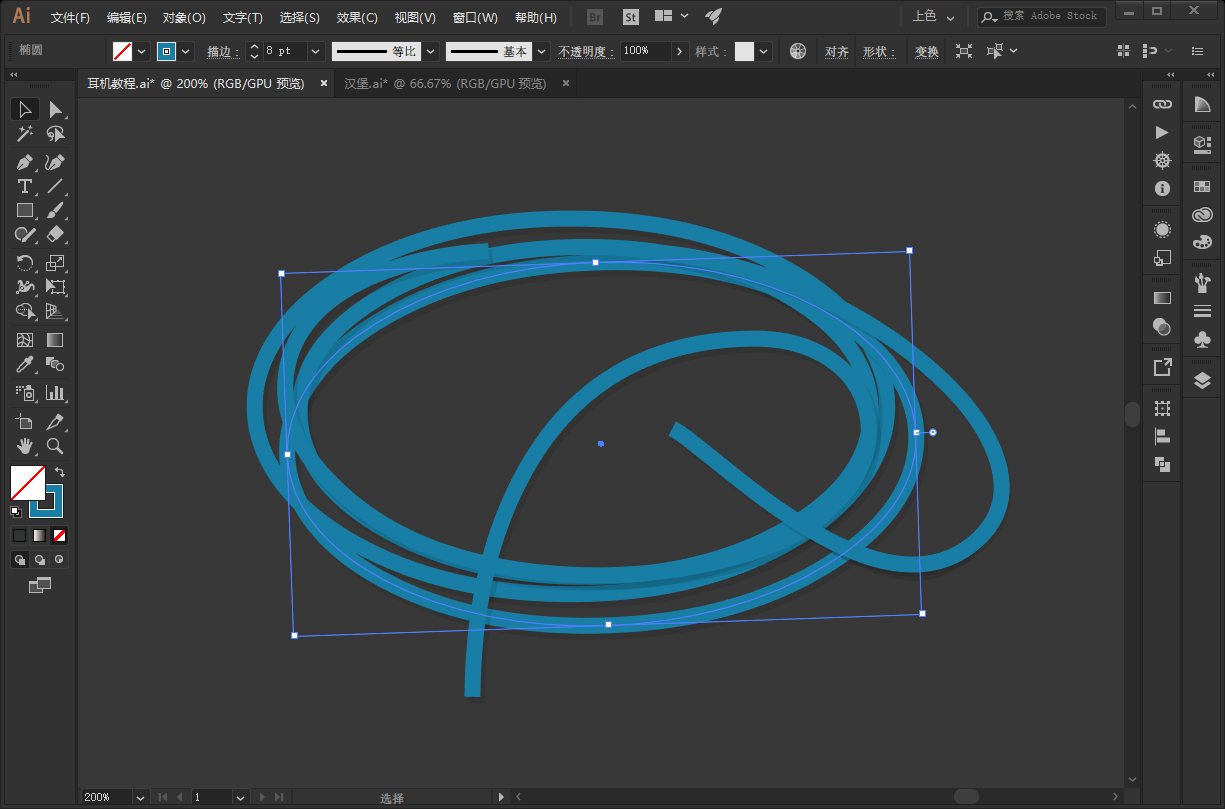 Ai 文件(F) 编辑(E) 对象(O) 文字(T) 选择(S) 效果(C) 视图(V) 窗口(W) 帮助(H) Br St 上色 搜索 Adobe Stock
椭圆 描边： 8 pt 等比 基本 不透明度： 100% 样式： 对齐 形状： 变换
耳机教程.ai* @ 200% (RGB/GPU 预览) 汉堡.ai* @ 66.67% (RGB/GPU 预览)
200% 1 选择